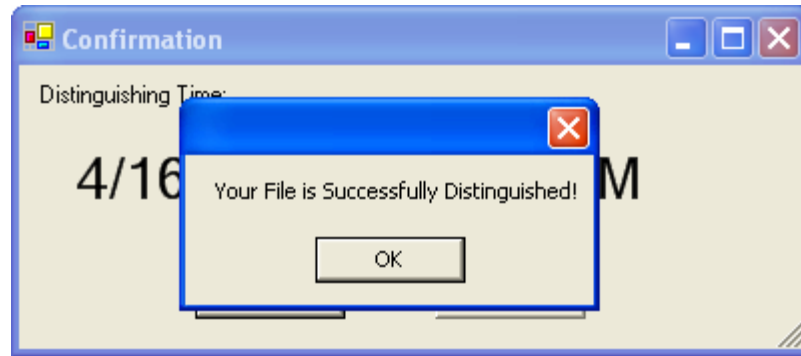 Confirmation
Distinguishing Time:
4/16 M
Your File is Successfully Distinguished!
OK